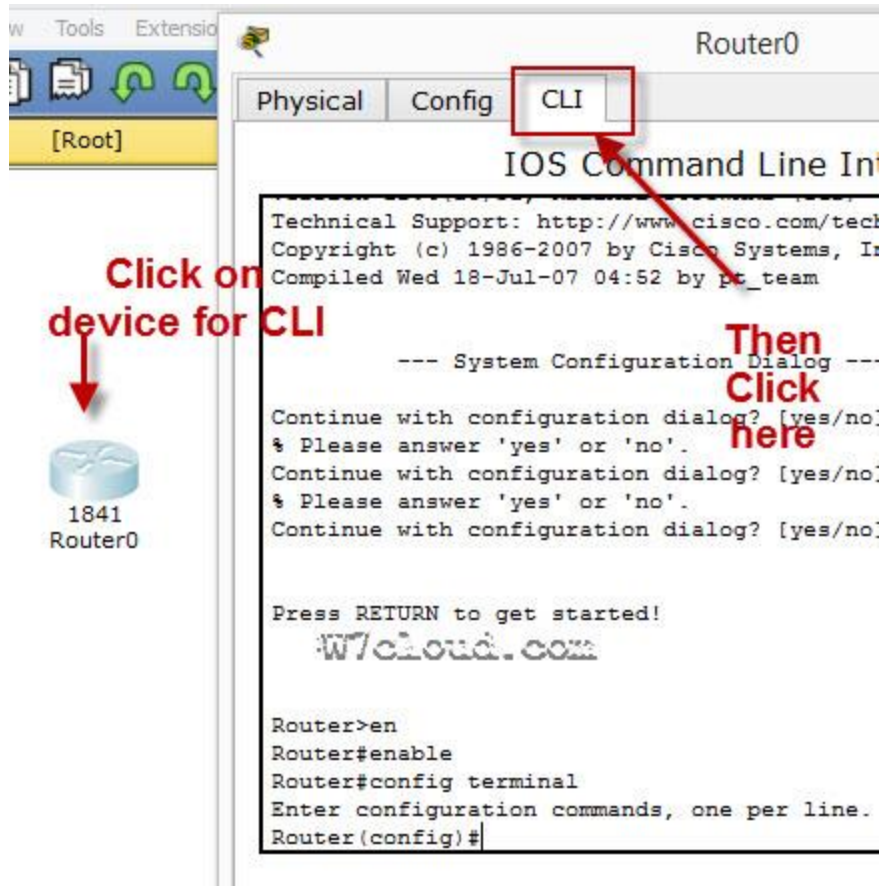 Tools Extensio
Router0
Physical Config CLI
[Root]
IOS Command Line Int
Technical Support: http://www.cisco.com/tech
Copyright (c) 1986-2007 by Cisco Systems, In
Compiled Wed 18-Jul-07 04:52 by pt_team
Click on
device for CLI
Then
Click
here
--- System Configuration Dialog ---
Continue with configuration dialog? [yes/no]
% Please answer 'yes' or 'no'.
Continue with configuration dialog? [yes/no]
% Please answer 'yes' or 'no'.
Continue with configuration dialog? [yes/no]
1841
Router0
Press RETURN to get started!
W7cloud.com
Router>en
Router#enable
Router#config terminal
Enter configuration commands, one per line.
Router(config)#